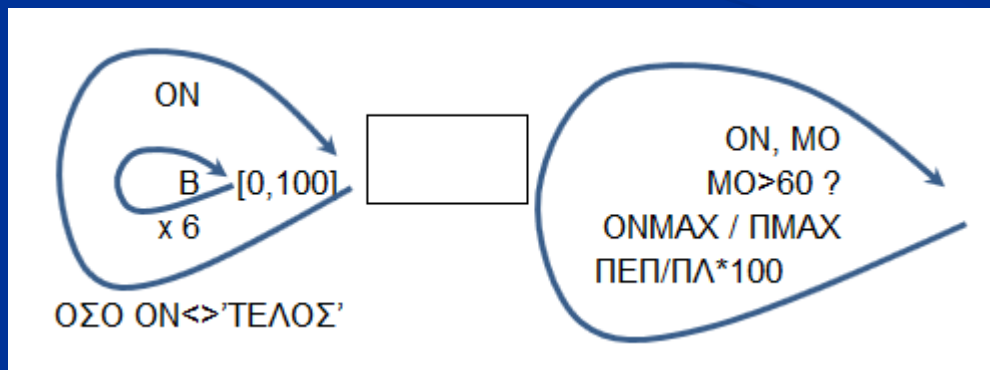 ΟΝ
Β [0,100]
x 6
ΟΣΟ ΟΝ<>’ΤΕΛΟΣ’
ΟΝ, ΜΟ
ΜΟ>60 ?
ΟΝΜΑΧ / ΠΜΑΧ
ΠΕΠ/ΠΛ*100